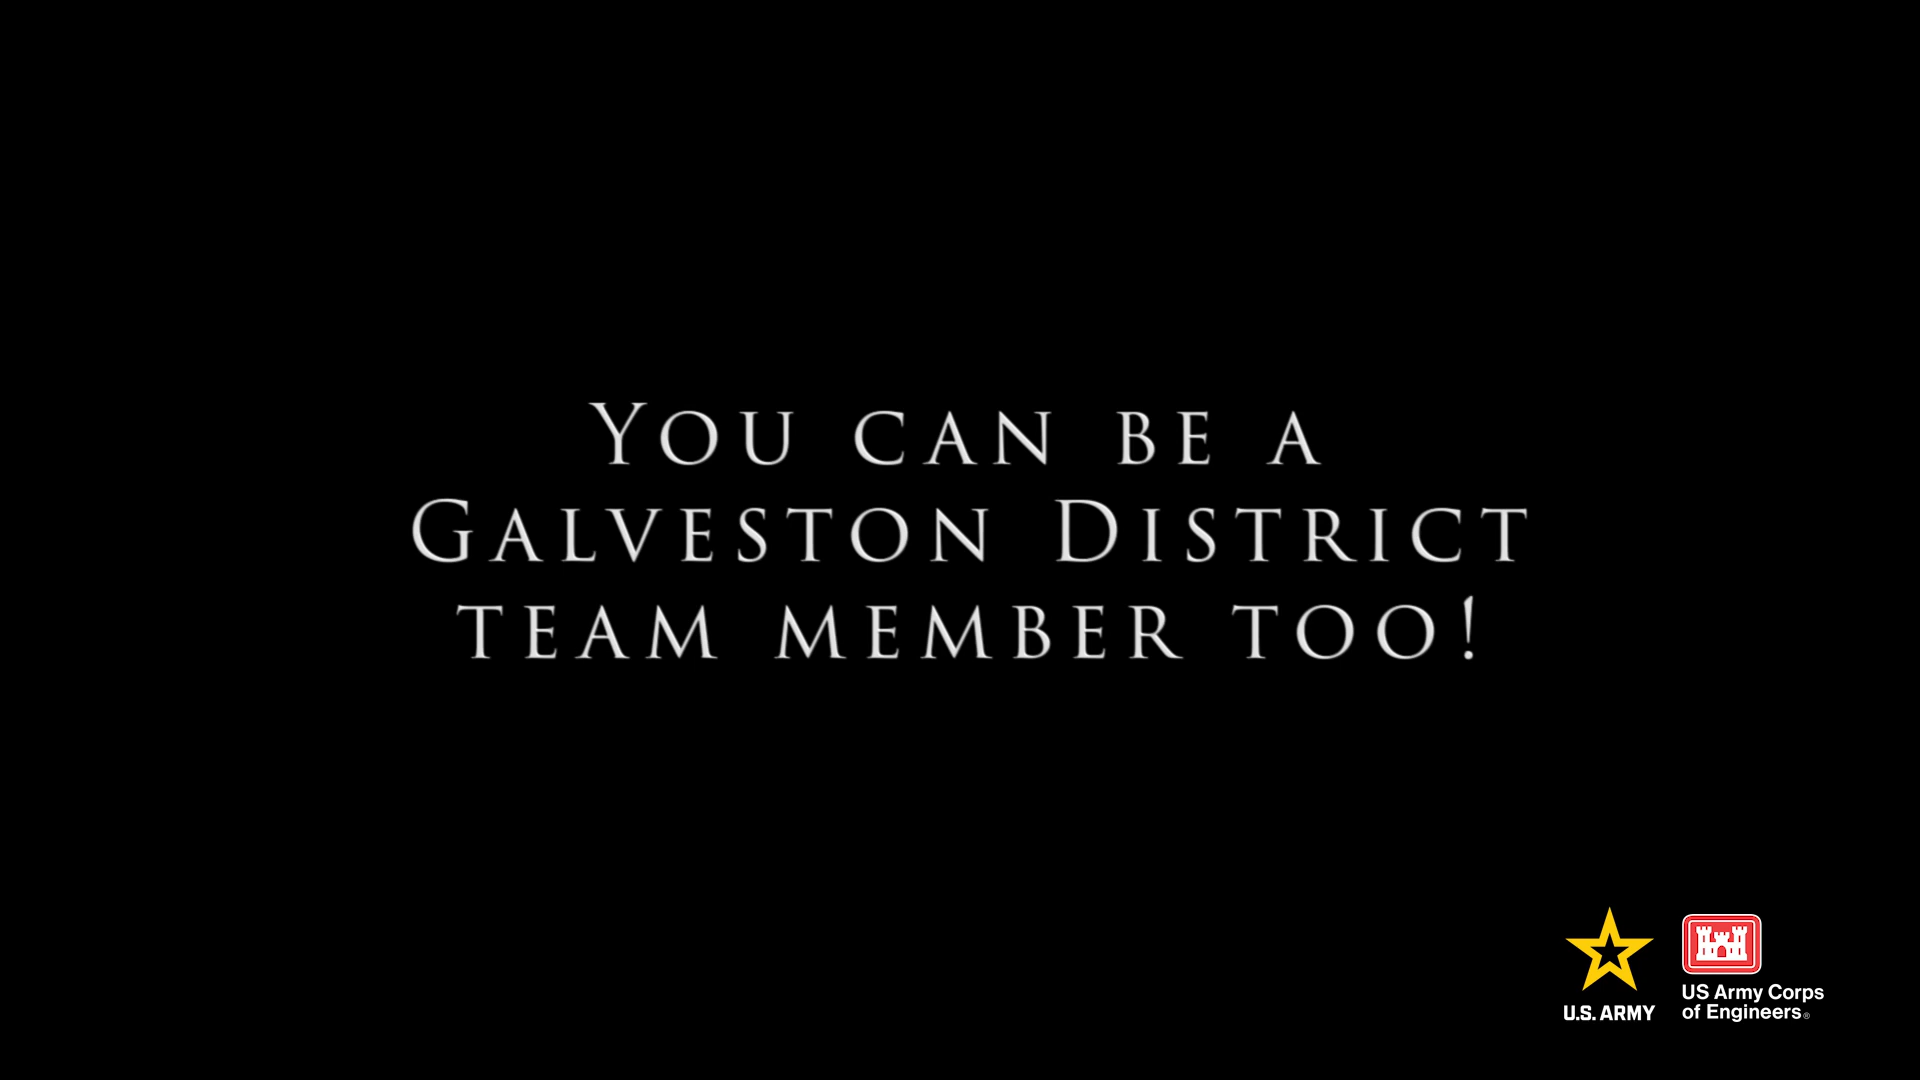 You can be a
Galveston District
team member too!
U.S. ARMY
US Army Corps
of Engineers®